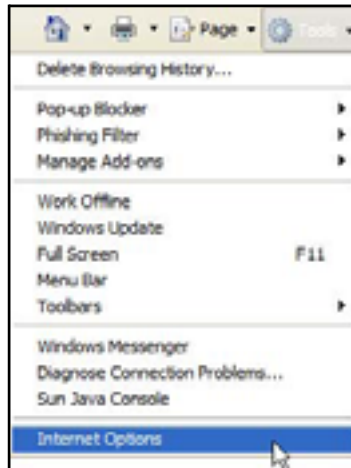 Page Tools
Delete Browsing History...
Pop-up Blocker
Phishing Filter
Manage Add-ons
Work Offline
Windows Update
Full Screen F11
Menu Bar
Toolbars
Windows Messenger
Diagnose Connection Problems...
Sun Java Console
Internet Options